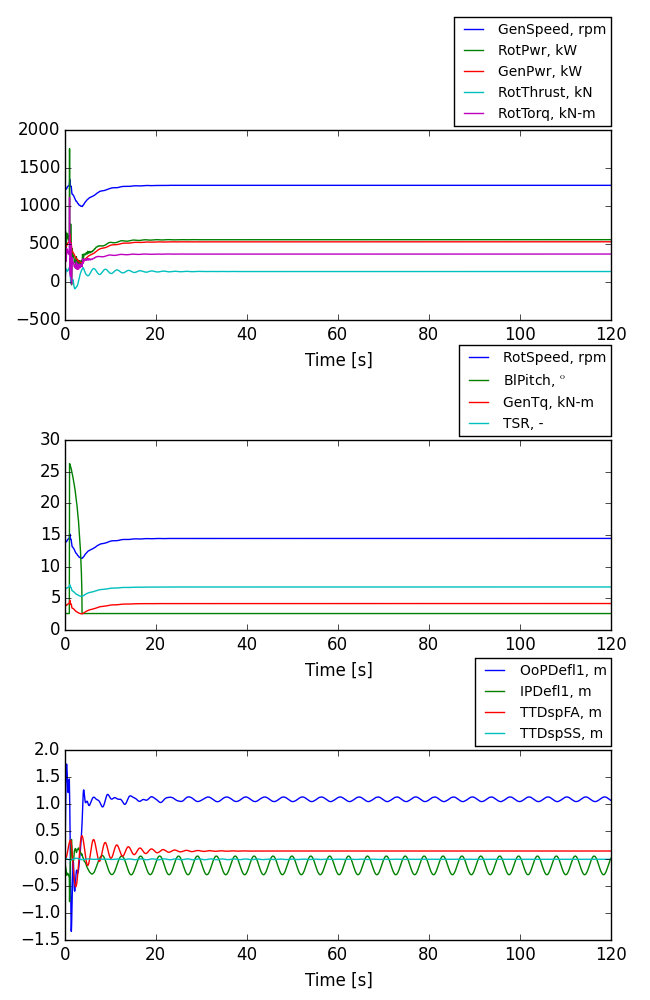 GenSpeed, rpm
RotPwr, kW
GenPwr, kW
RotThrust, kN
RotTorq, kN-m
2000
1500
1000
500
0
−500
0 20 40 60 80 100 120
Time [s]
RotSpeed, rpm
BlPitch, °
GenTq, kN-m
TSR, -
30
25
20
15
10
5
0
0 20 40 60 80 100 120
Time [s]
OoPDefl1, m
IPDefl1, m
TTDspFA, m
TTDspSS, m
2.0
1.5
1.0
0.5
0.0
−0.5
−1.0
−1.5
0 20 40 60 80 100 120
Time [s]